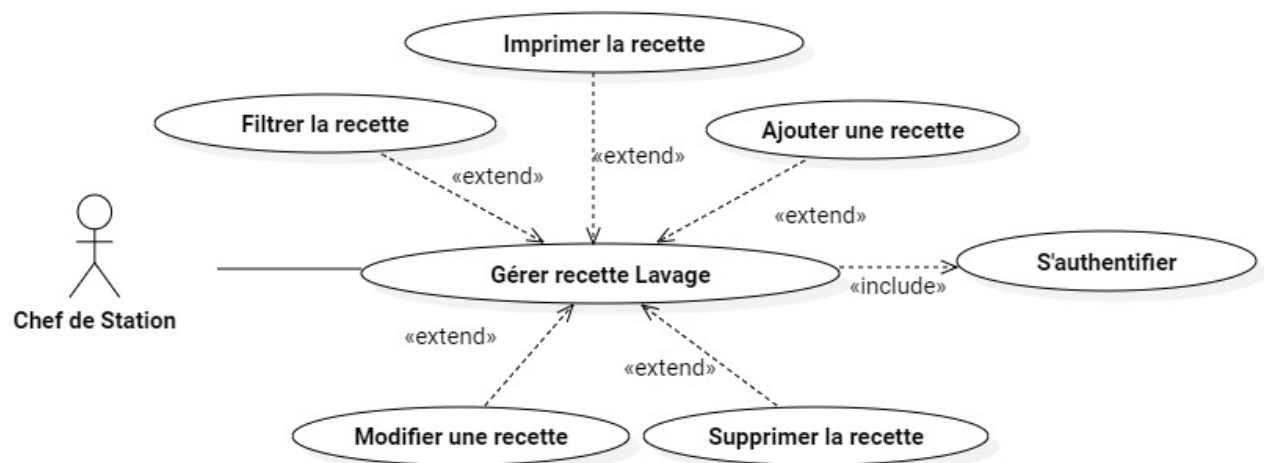 Imprimer la recette
Filtrer la recette
Ajouter une recette
«extend»
«extend»
«extend»
Chef de Station
Gérer recette Lavage
S'authentifier
«include»
«extend»
«extend»
Modifier une recette
Supprimer la recette